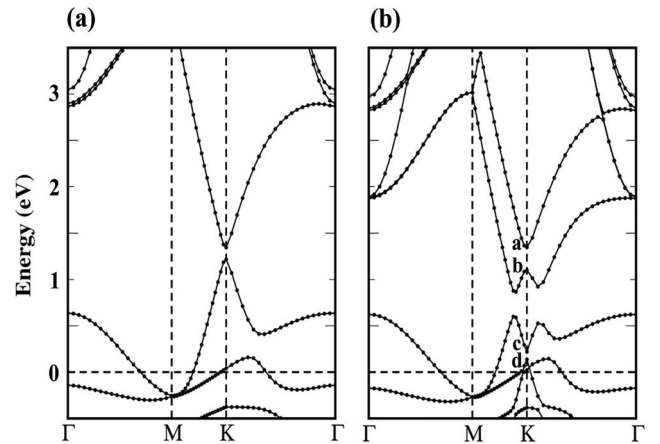 (a) (b)
3
2
1
0
Energy (eV)
a
b
c
d
Γ M K Γ Γ M K Γ